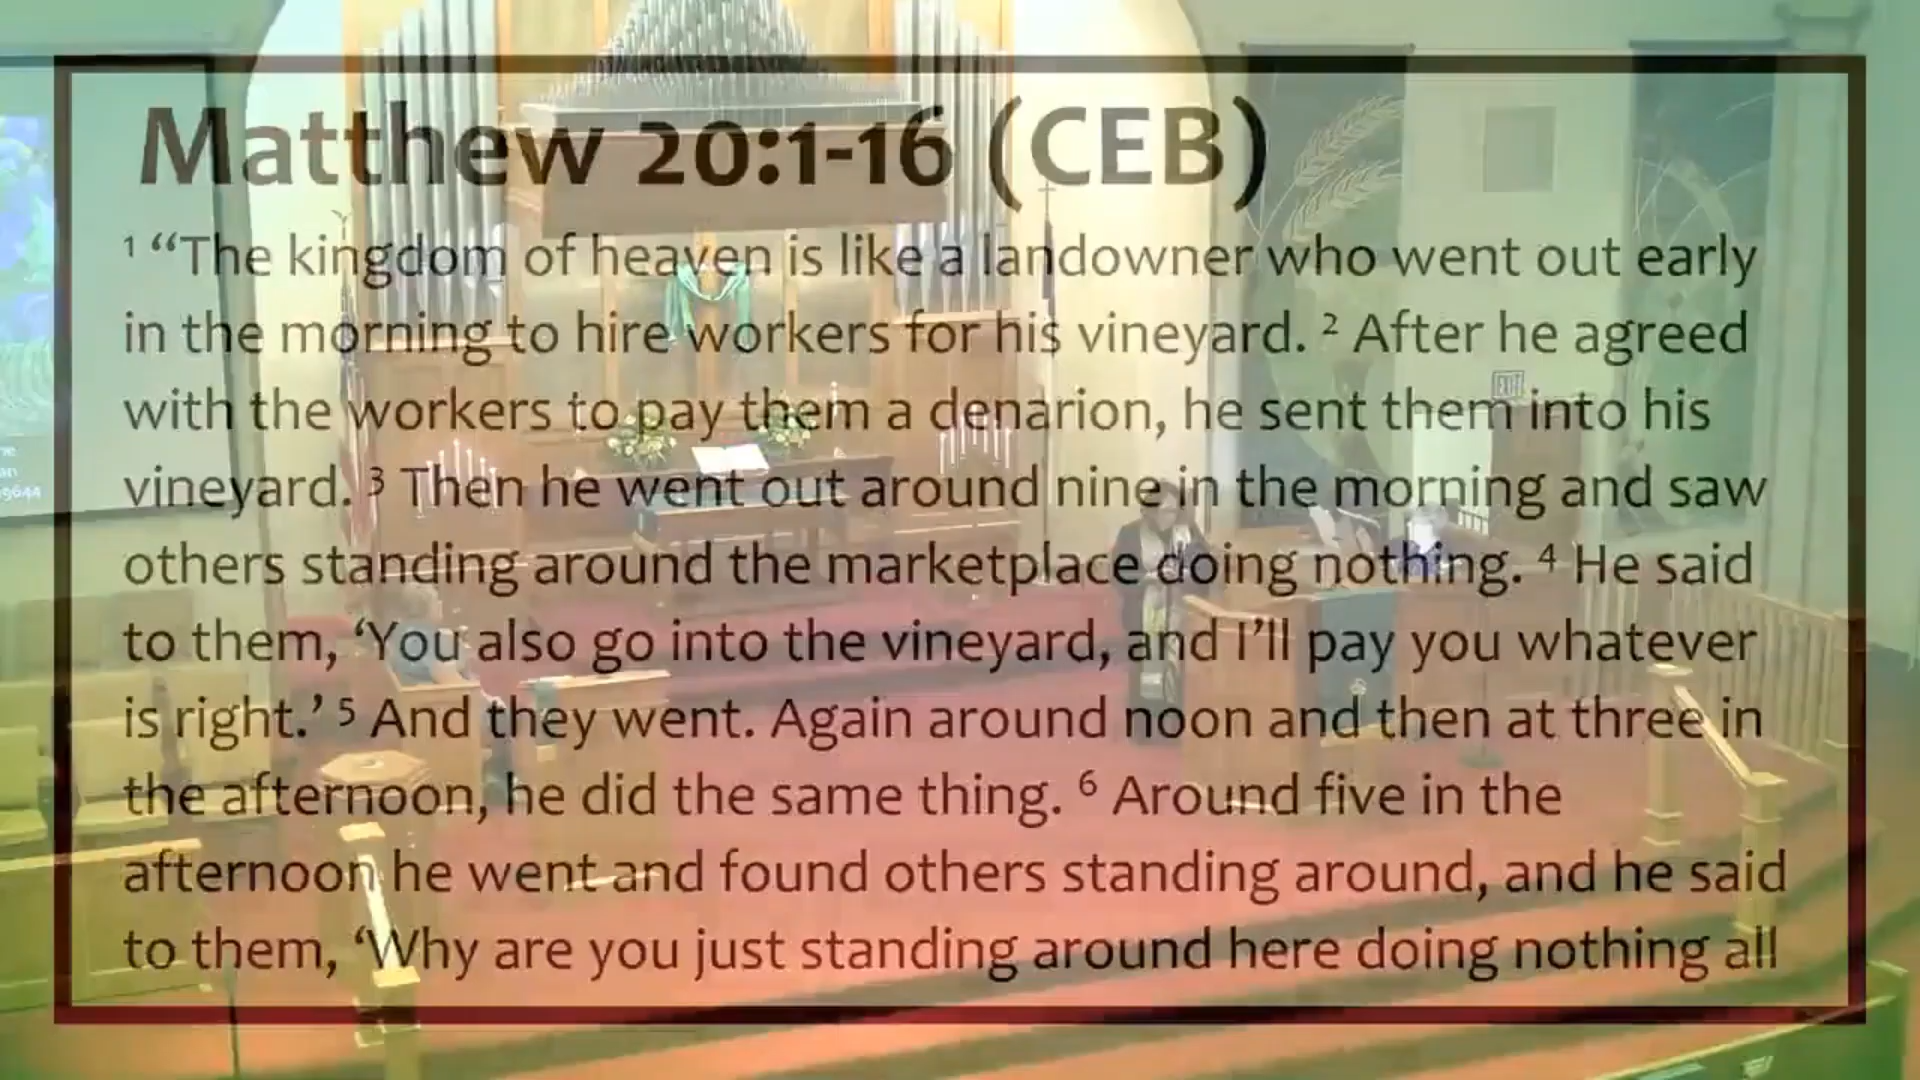 Matthew 20:1-16 (CEB)
¹ “The kingdom of heaven is like a landowner who went out early
in the morning to hire workers for his vineyard. ² After he agreed
with the workers to pay them a denarion, he sent them into his
vineyard. ³ Then he went out around nine in the morning and saw
others standing around the marketplace doing nothing. ⁴ He said
to them, ‘You also go into the vineyard, and I’ll pay you whatever
is right.’ ⁵ And they went. Again around noon and then at three in
the afternoon, he did the same thing. ⁶ Around five in the
afternoon he went and found others standing around, and he said
to them, ‘Why are you just standing around here doing nothing all
EXIT
9644